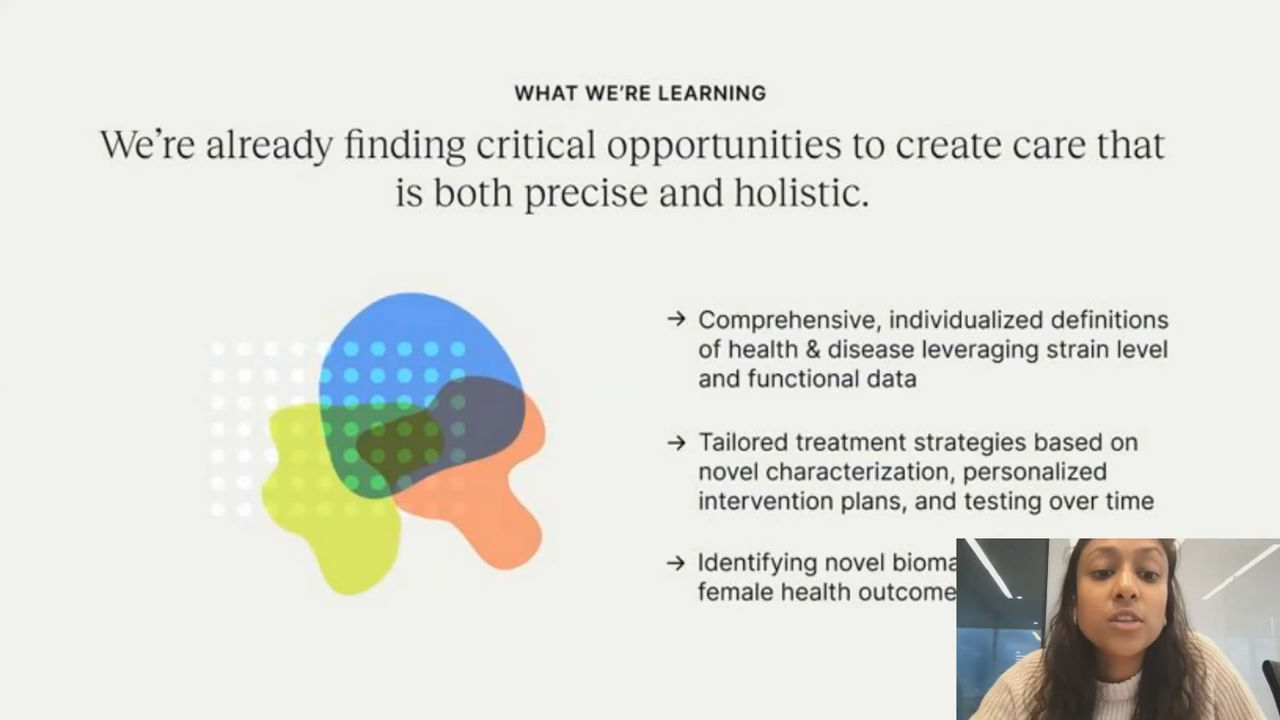 WHAT WE'RE LEARNING
We're already finding critical opportunities to create care that
is both precise and holistic.
→ Comprehensive, individualized definitions
of health & disease leveraging strain level
and functional data
→ Tailored treatment strategies based on
novel characterization, personalized
intervention plans, and testing over time
→ Identifying novel
female health